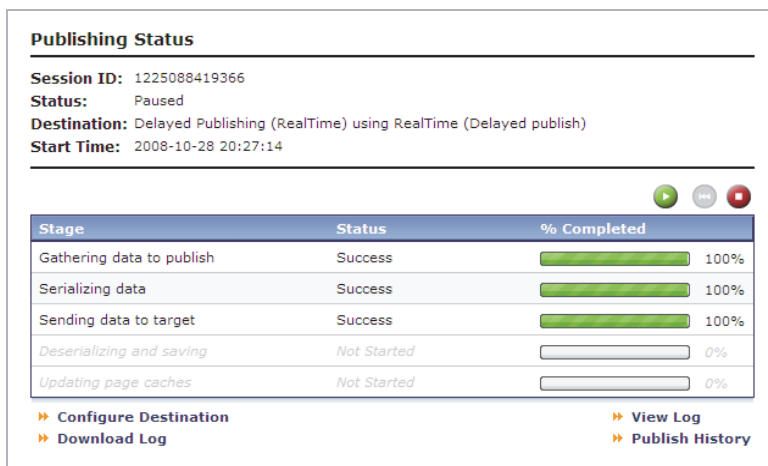 Publishing Status
Session ID: 1225088419366
Status: Paused
Destination: Delayed Publishing (RealTime) using RealTime (Delayed publish)
Start Time: 2008-10-28 20:27:14
Stage Status % Completed
Gathering data to publish Success 100%
Serializing data Success 100%
Sending data to target Success 100%
Deserializing and saving Not Started 0%
Updating page caches Not Started 0%
Configure Destination View Log
Download Log Publish History